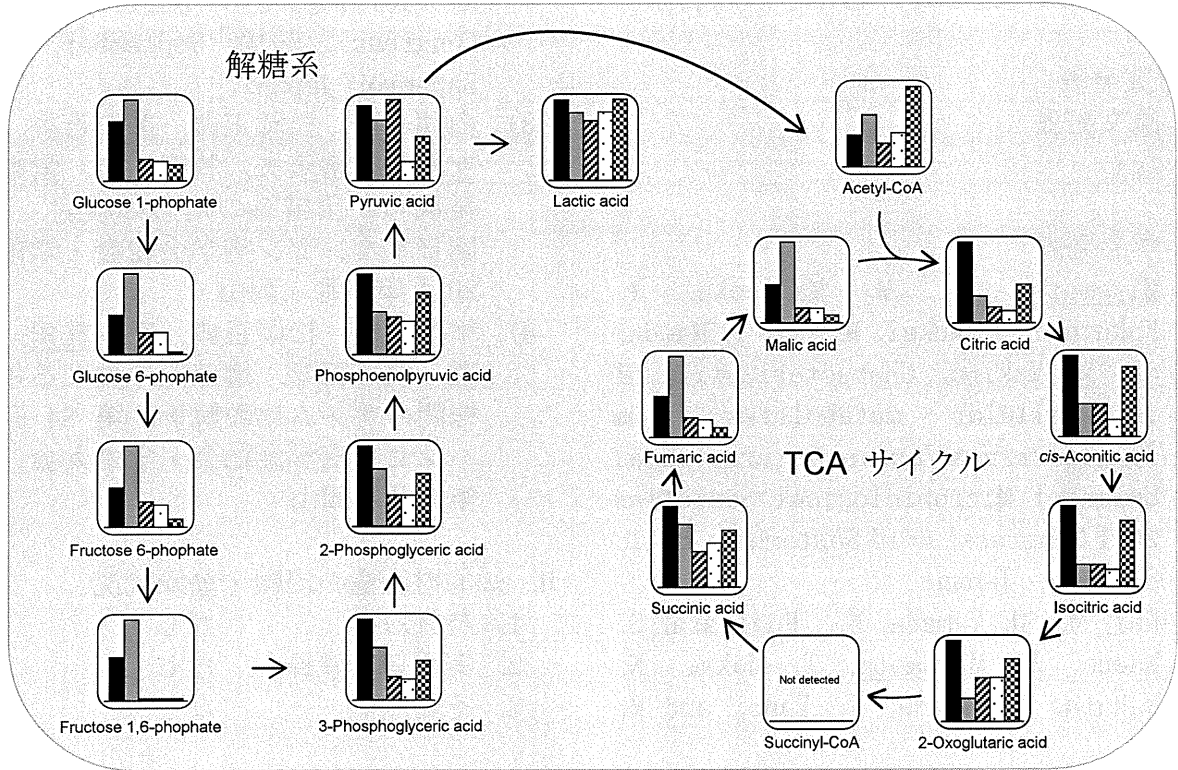 解糖系
Glucose 1-phophate
Glucose 6-phophate
Fructose 6-phophate
Fructose 1,6-phophate
3-Phosphoglyceric acid
2-Phosphoglyceric acid
Phosphoenolpyruvic acid
Pyruvic acid
Lactic acid
Acetyl-CoA
Citric acid
cis-Aconitic acid
Isocitric acid
2-Oxoglutaric acid
Not detected
Succinyl-CoA
Succinic acid
Fumaric acid
Malic acid
TCA サイクル